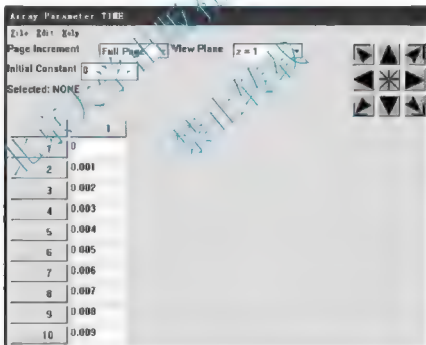 Array Parameter TIME
File Edit Help
Page Increment Full Page View Plane z = 1
Initial Constant 0
Selected: NONE
1
1 0
2 0.001
3 0.002
4 0.003
5 0.004
6 0.005
7 0.006
8 0.007
9 0.008
10 0.009